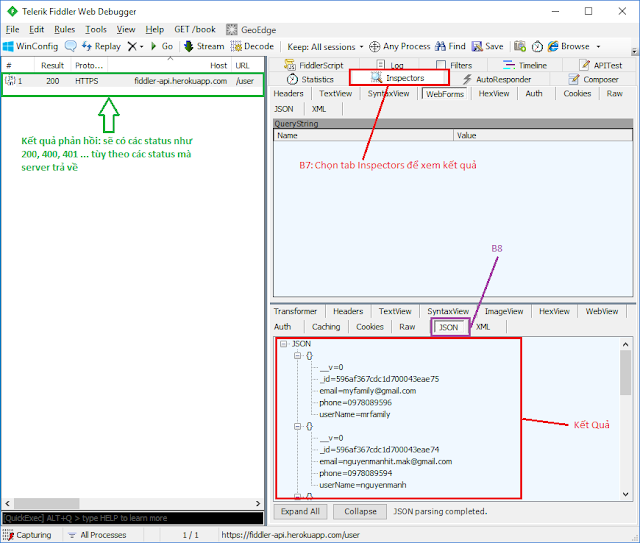 Telerik Fiddler Web Debugger
File Edit Rules Tools View Help GET /book GeoEdge
WinConfig Replay Go Stream Decode Keep: All sessions Any Process Find Save Browse
# Result Proto... Host URL
1 200 HTTPS fiddler-api.herokuapp.com /user
Kết quả phản hồi: sẽ có các status như
200, 400, 401 ... tùy theo các status mà
server trả về
FiddlerScript Log Filters Timeline APITest
Statistics Inspectors AutoResponder Composer
Headers TextView SyntaxView WebForms HexView Auth Cookies Raw
JSON XML
QueryString
Name Value
B7: Chọn tab Inspectors để xem kết quả
B8
Transformer Headers TextView SyntaxView ImageView HexView WebView
Auth Caching Cookies Raw JSON XML
JSON
{}
__v=0
_id=596af367cdc1d700043eae75
email=myfamily@gmail.com
phone=0978089596
userName=mrfamily
{}
__v=0
_id=596af367cdc1d700043eae74
email=nguyenmanhit.mak@gmail.com
phone=0978089594
userName=nguyenmanh
{}
Kết Quả
Expand All Collapse JSON parsing completed.
[QuickExec] ALT+Q > type HELP to learn more
Capturing All Processes 1 / 1 https://fiddler-api.herokuapp.com/user